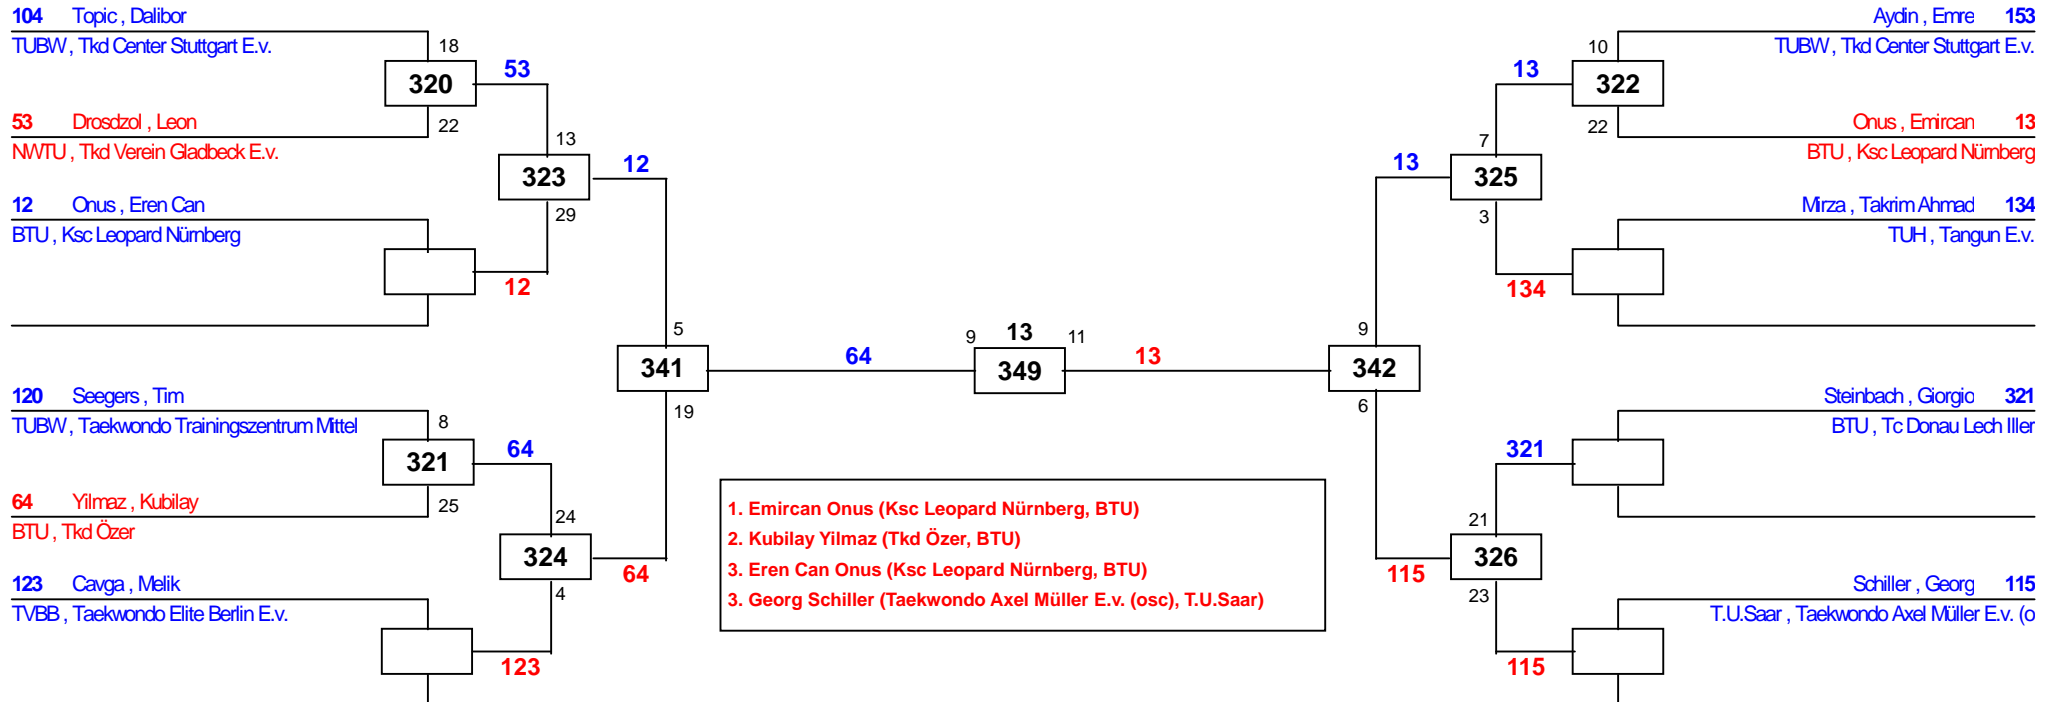 104 Topic , Dalibor
TUBW , Tkd Center Stuttgart E.v.
18
320
53
22
53 Drosdzol , Leon
NWTU , Tkd Verein Gladbeck E.v.
13
323
12
29
12 Onus , Eren Can
BTU , Ksc Leopard Nürnberg
12
5
341
64
19
120 Seegers , Tim
TUBW , Taekwondo Trainingszentrum Mittel
8
321
64
25
64 Yilmaz , Kubilay
BTU , Tkd Özer
24
324
64
4
123 Cavga , Melik
TVBB , Taekwondo Elite Berlin E.v.
123
9 13 11
349
13
1. Emircan Onus (Ksc Leopard Nürnberg, BTU)
2. Kubilay Yilmaz (Tkd Özer, BTU)
3. Eren Can Onus (Ksc Leopard Nürnberg, BTU)
3. Georg Schiller (Taekwondo Axel Müller E.v. (osc), T.U.Saar)
Aydin , Emre 153
TUBW , Tkd Center Stuttgart E.v.
10
13
322
22
Onus , Emircan 13
BTU , Ksc Leopard Nürnberg
7
13
325
3
Mirza , Takrim Ahmad 134
TUH , Tangun E.v.
134
9
342
6
Steinbach , Giorgio 321
BTU , Tc Donau Lech Iller
321
21
326
115
23
Schiller , Georg 115
T.U.Saar , Taekwondo Axel Müller E.v. (o
115